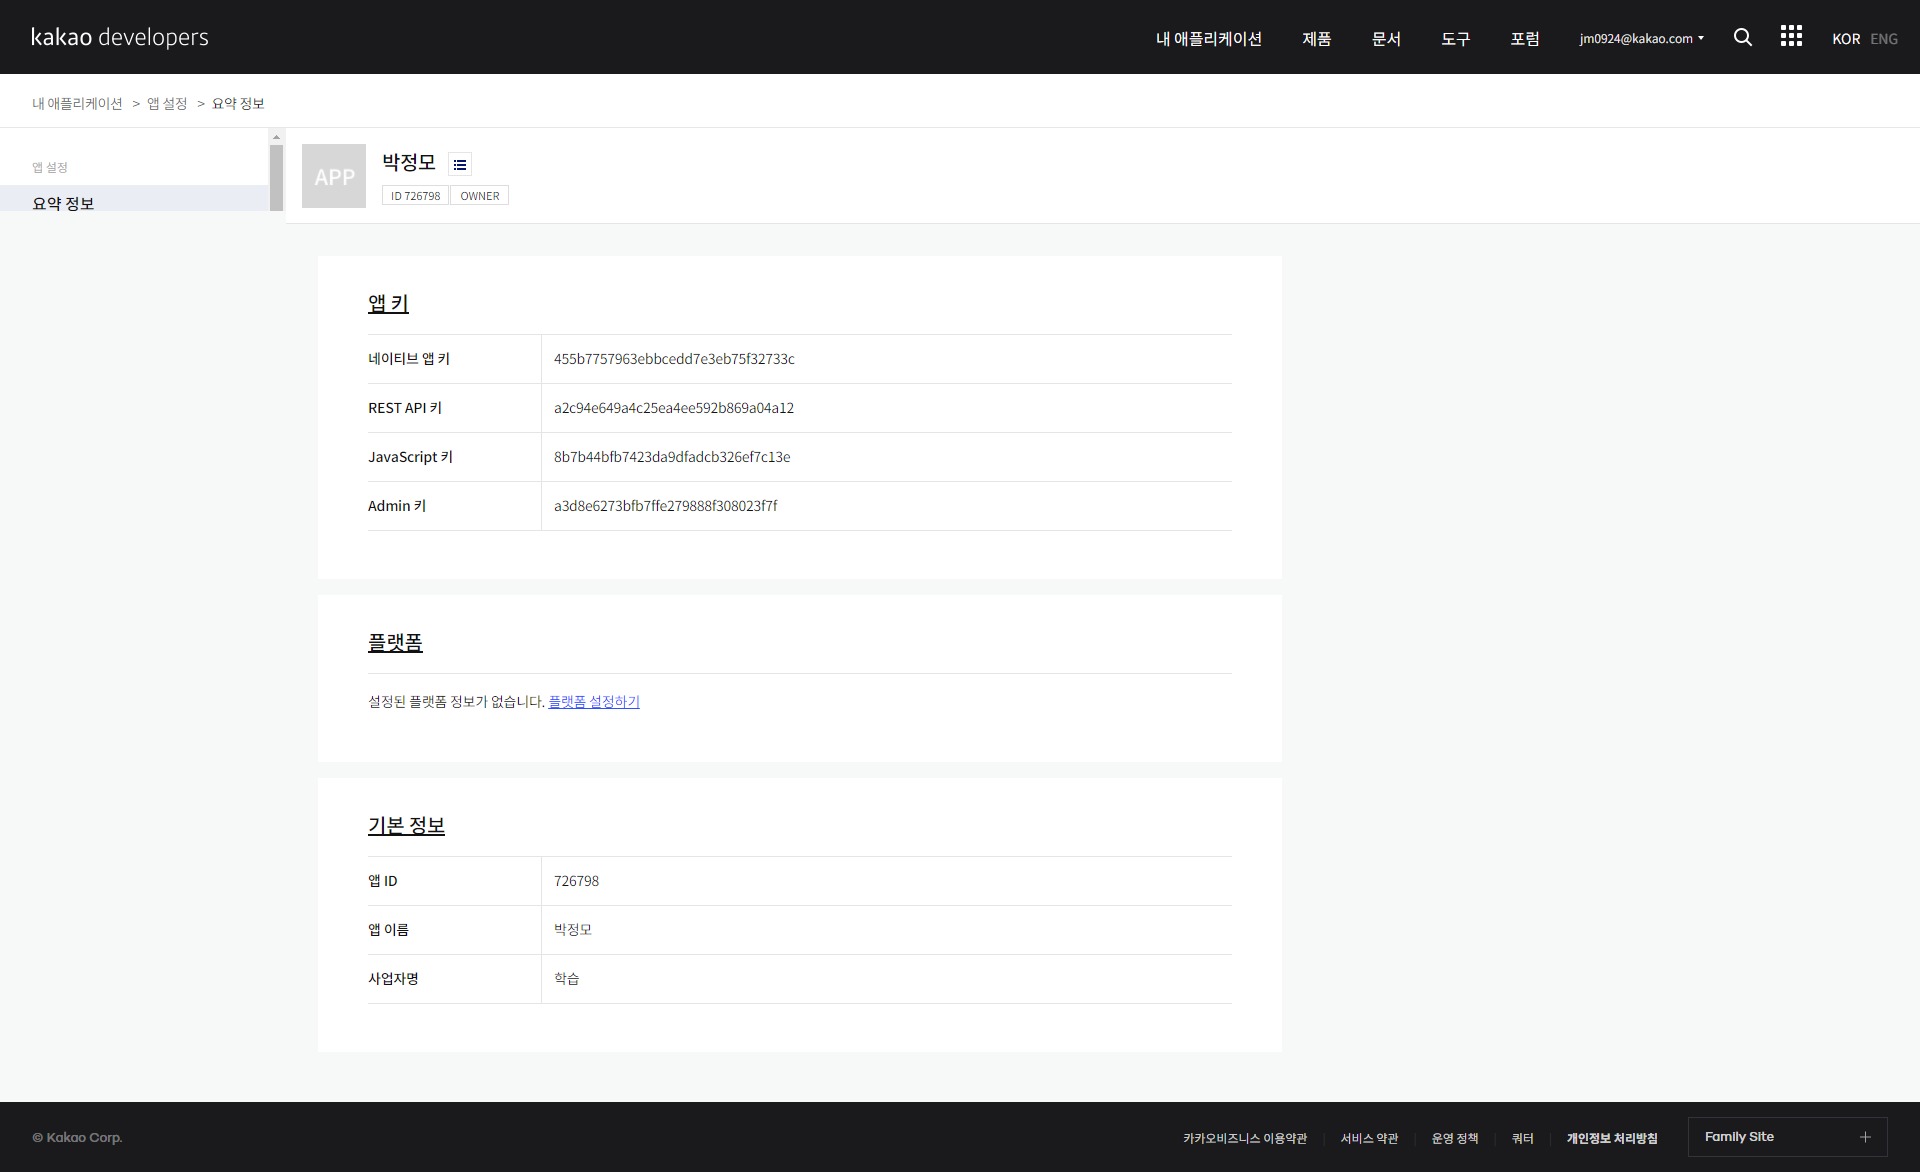 kakao developers
내 애플리케이션 제품 문서 도구 포럼 jm0924@kakao.com KOR ENG
내 애플리케이션 > 앱 설정 > 요약 정보
앱 설정
요약 정보
APP
박정모
ID 726798 OWNER
앱 키
네이티브 앱 키 455b7757963ebbcedd7e3eb75f32733c
REST API 키 a2c94e649a4c25ea4ee592b869a04a12
JavaScript 키 8b7b44bfb7423da9dfadcb326ef7c13e
Admin 키 a3d8e6273bfb7ffe279888f308023f7f
플랫폼
설정된 플랫폼 정보가 없습니다. 플랫폼 설정하기
기본 정보
앱 ID 726798
앱 이름 박정모
사업자명 학습
© Kakao Corp.
카카오비즈니스 이용약관 서비스 약관 운영 정책 쿼터 개인정보 처리방침 Family Site